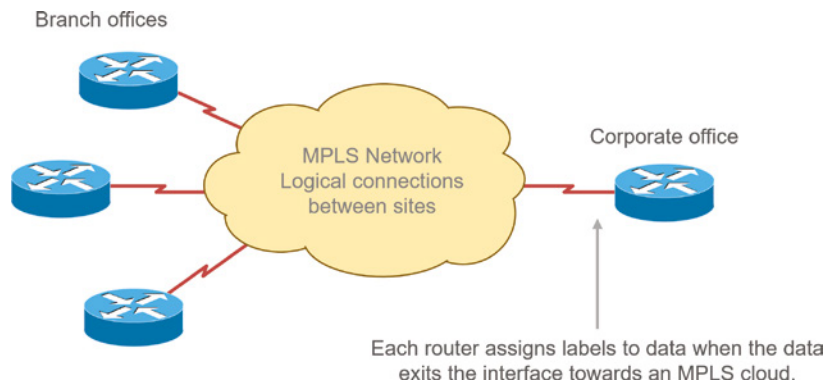 Branch offices
Corporate office
MPLS Network
Logical connections
between sites
Each router assigns labels to data when the data
exits the interface towards an MPLS cloud.